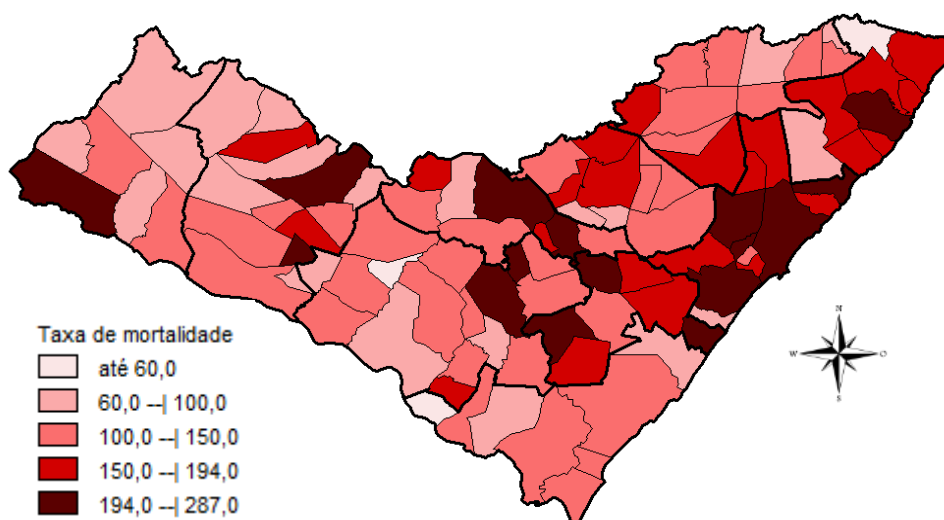 Taxa de mortalidade
até 60,0
60,0 --| 100,0
100,0 --| 150,0
150,0 --| 194,0
194,0 --| 287,0
N
W
O
S